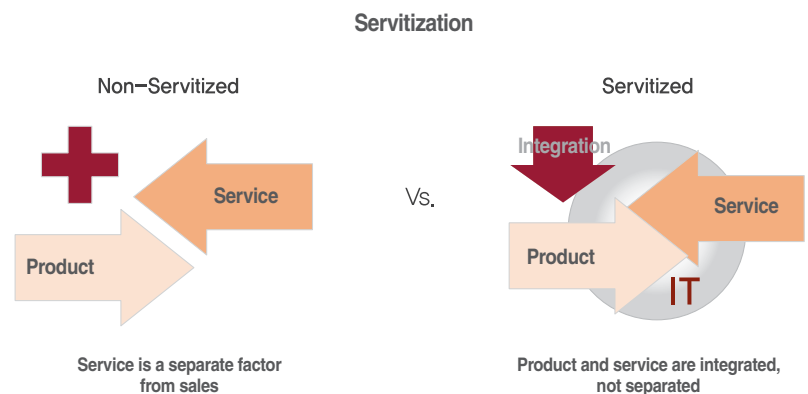 Servitization
Non-Servitized
Service
Product
Service is a separate factor
from sales
Vs.
Servitized
Integration
Service
Product
IT
Product and service are integrated,
not separated